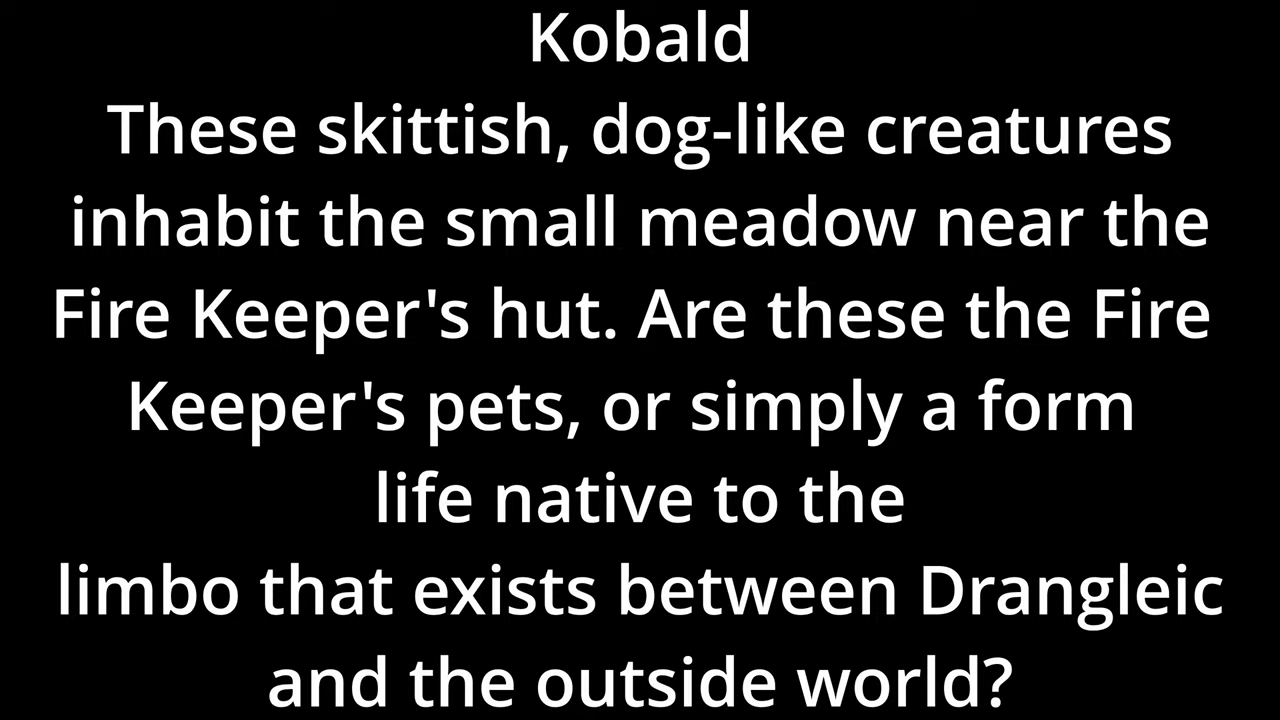 Kobald
These skittish, dog-like creatures
inhabit the small meadow near the
Fire Keeper's hut. Are these the Fire
Keeper's pets, or simply a form
life native to the
limbo that exists between Drangleic
and the outside world?